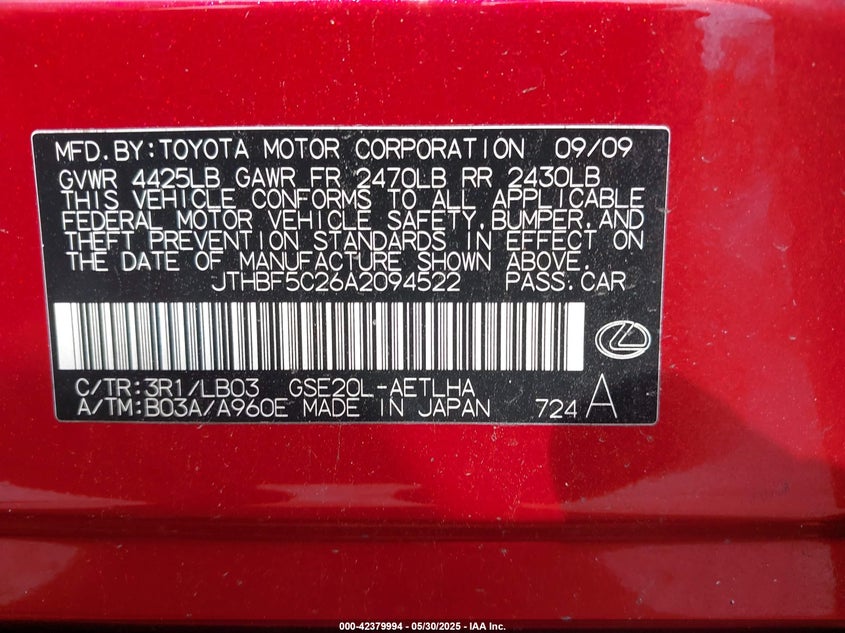 MFD.BY:TOYOTA MOTOR CORPORATION 09/09
GVWR 4425LB GAWR FR 2470LB RR 2430LB
THIS VEHICLE CONFORMS TO ALL APPLICABLE
FEDERAL MOTOR VEHICLE SAFETY,BUMPER,AND
THEFT PREVENTION STANDARDS IN EFFECT ON
THE DATE OF MANUFACTURE SHOWN ABOVE.
JTHBF5C26A2094522 PASS.CAR
C/TR:3R1/LB03 GSE20L-AETLHA
A/TM:B03A/A960E MADE IN JAPAN 724 A
000-42379994 - 05/30/2025 - IAA Inc.